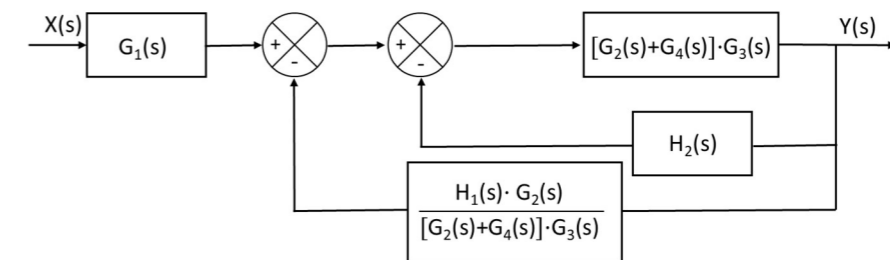 X(s)
G₁(s)
+
-
+
-
[G₂(s)+G₄(s)]·G₃(s)
Y(s)
H₂(s)
H₁(s)· G₂(s)
[G₂(s)+G₄(s)]·G₃(s)